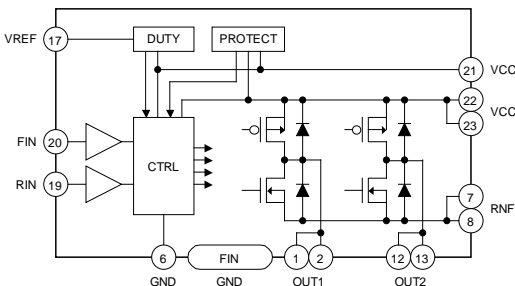 DUTY
PROTECT
VREF
17
21
VCC
22
VCC
23
FIN
20
CTRL
RIN
19
7
RNF
8
6
FIN
1
2
12
13
GND
GND
OUT1
OUT2